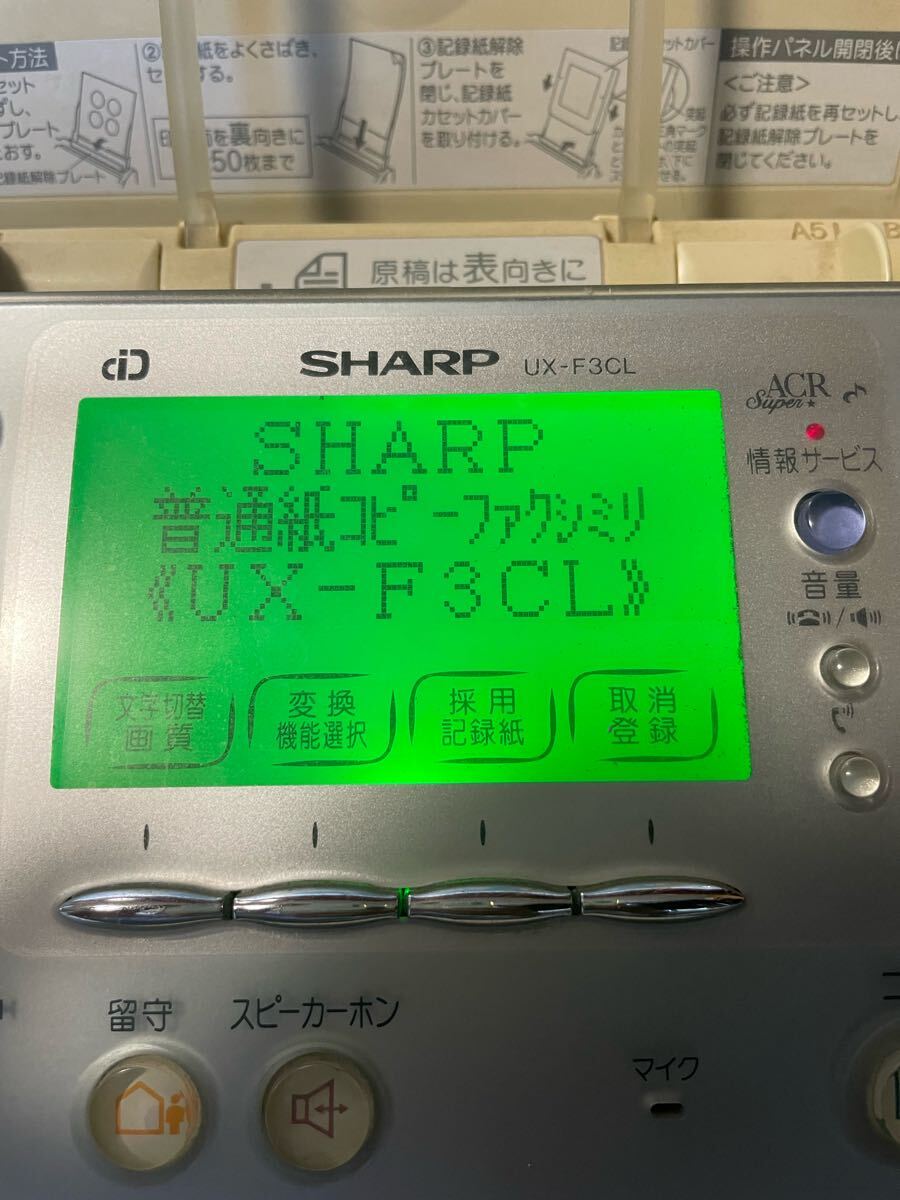 ト方法
②
紙をよくさばき、
する。
を裏向きに
50枚まで
記録紙解除プレート
③記録紙解除
プレートを
閉じ、記録紙
カセットカバー
を取り付ける。
操作パネル開閉後
<ご注意>
必ず記録紙を再セットし
記録紙解除プレートを
閉じてください。
A5
B
原稿は表向きに
SHARP
UX-F3CL
Super ACR
SHARP
普通紙コピーファクシミリ
《UX-F3CL》
文字切替
画質
変換
機能選択
採用
記録紙
取消
登録
情報サービス
音量
留守
スピーカーホン
マイク